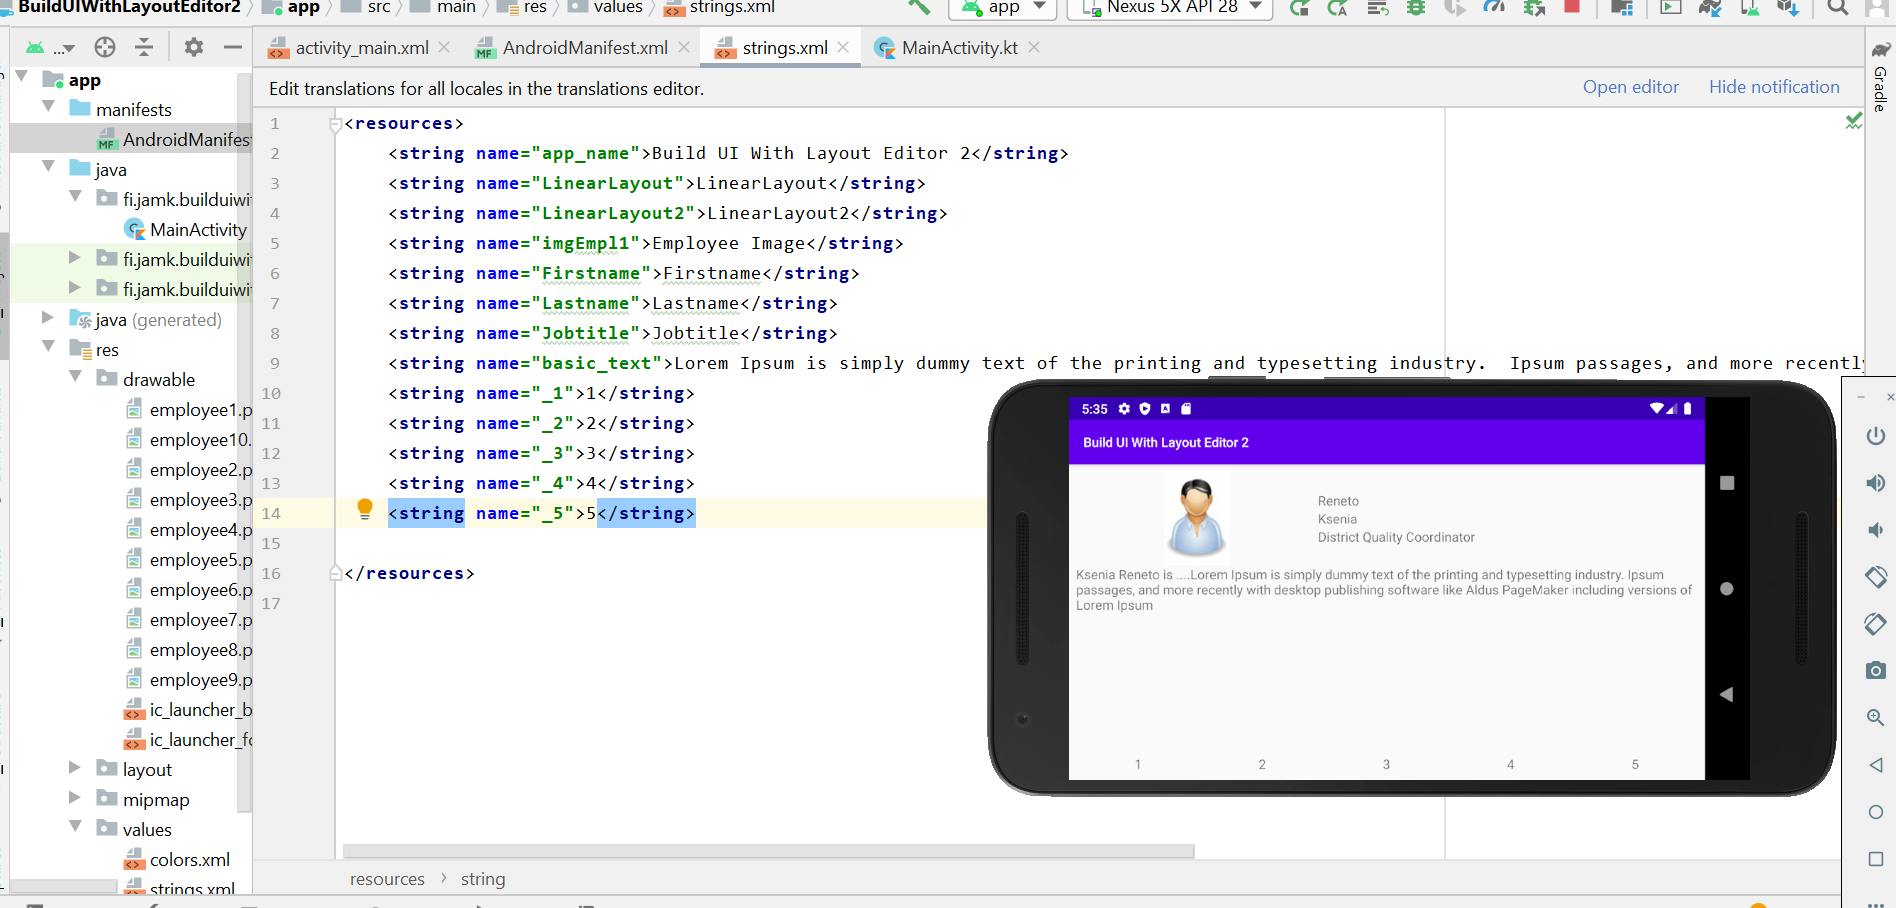 BuildUIWithLayoutEditor2 app src main res values strings.xml app Nexus 5X API 28
... activity_main.xml AndroidManifest.xml strings.xml MainActivity.kt
Edit translations for all locales in the translations editor. Open editor Hide notification
Gradle
app
manifests
AndroidManifest
java
fi.jamk.builduiwi
MainActivity
fi.jamk.builduiwi
fi.jamk.builduiwi
java (generated)
res
drawable
employee1.p
employee10.
employee2.p
employee3.p
employee4.p
employee5.p
employee6.p
employee7.p
employee8.p
employee9.p
ic_launcher_b
ic_launcher_fo
layout
mipmap
values
colors.xml
strings.xml
1 <resources>
2 <string name="app_name">Build UI With Layout Editor 2</string>
3 <string name="LinearLayout">LinearLayout</string>
4 <string name="LinearLayout2">LinearLayout2</string>
5 <string name="imgEmpl1">Employee Image</string>
6 <string name="Firstname">Firstname</string>
7 <string name="Lastname">Lastname</string>
8 <string name="Jobtitle">Jobtitle</string>
9 <string name="basic_text">Lorem Ipsum is simply dummy text of the printing and typesetting industry.  Ipsum passages, and more recently
10 <string name="_1">1</string>
11 <string name="_2">2</string>
12 <string name="_3">3</string>
13 <string name="_4">4</string>
14 <string name="_5">5</string>
15
16 </resources>
17
resources string
5:35
Build UI With Layout Editor 2
Reneto
Ksenia
District Quality Coordinator
Ksenia Reneto is ....Lorem Ipsum is simply dummy text of the printing and typesetting industry. Ipsum
passages, and more recently with desktop publishing software like Aldus PageMaker including versions of
Lorem Ipsum
1 2 3 4 5